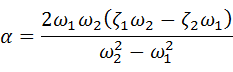 α = 2ω₁ω₂(ζ₁ω₂ − ζ₂ω₁) / (ω₂² − ω₁²)